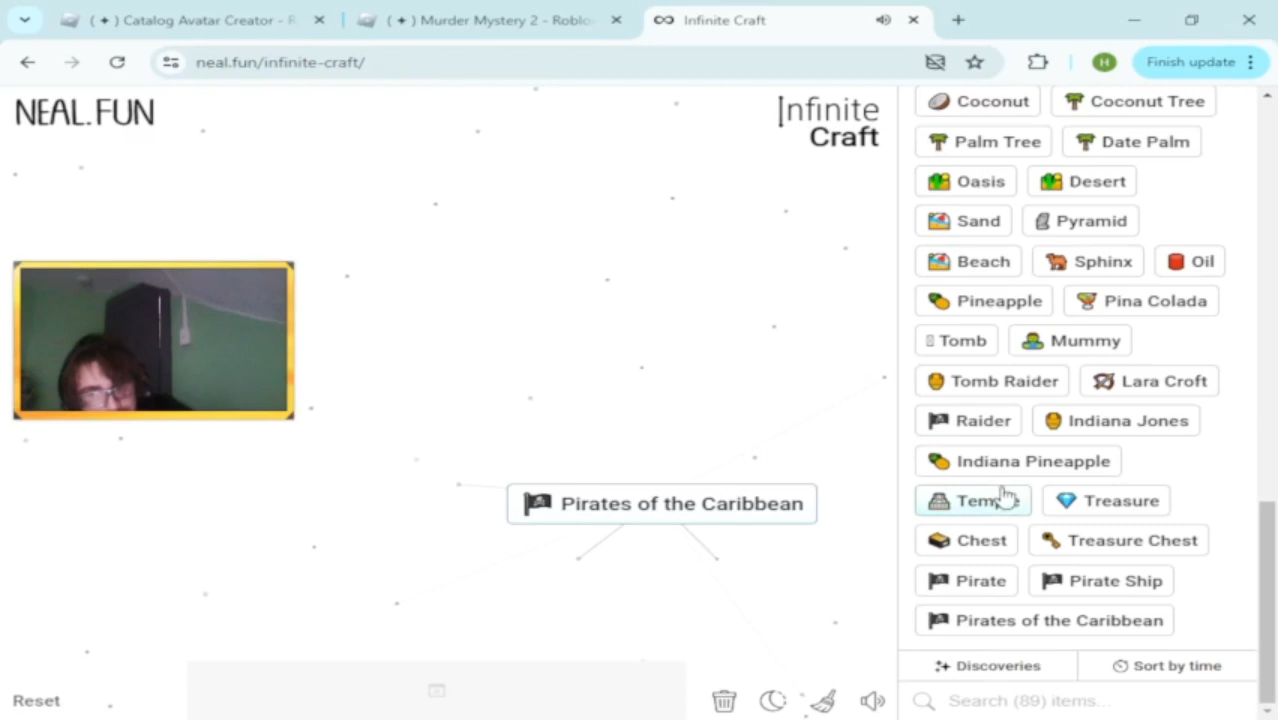 ( ✦ ) Catalog Avatar Creator - R
( ✦ ) Murder Mystery 2 - Roblo
Infinite Craft
neal.fun/infinite-craft/
H
Finish update
NEAL.FUN
Infinite
Craft
Coconut
Coconut Tree
Palm Tree
Date Palm
Oasis
Desert
Sand
Pyramid
Beach
Sphinx
Oil
Pineapple
Pina Colada
Tomb
Mummy
Tomb Raider
Lara Croft
Raider
Indiana Jones
Indiana Pineapple
Treasure
Chest
Treasure Chest
Pirate
Pirate Ship
Pirates of the Caribbean
Pirates of the Caribbean
Discoveries
Sort by time
Reset
Search (89) items...